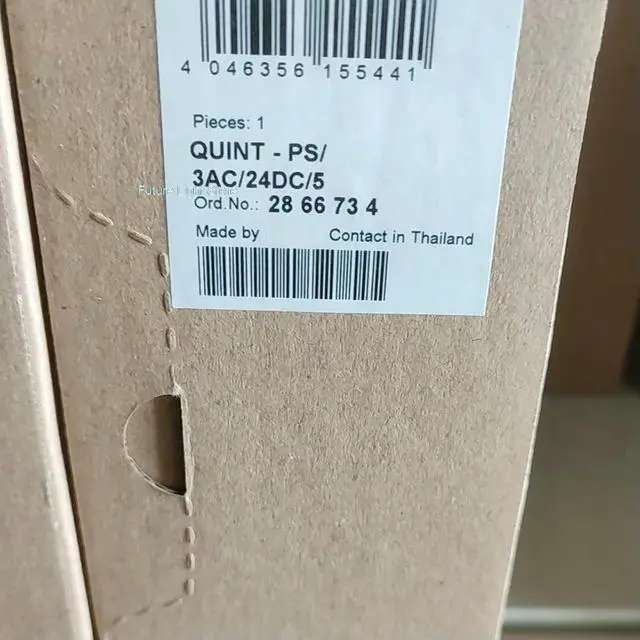 4 046356 155441
Pieces: 1
QUINT - PS/
3AC/24DC/5
Ord.No.: 28 66 73 4
Made by Contact in Thailand